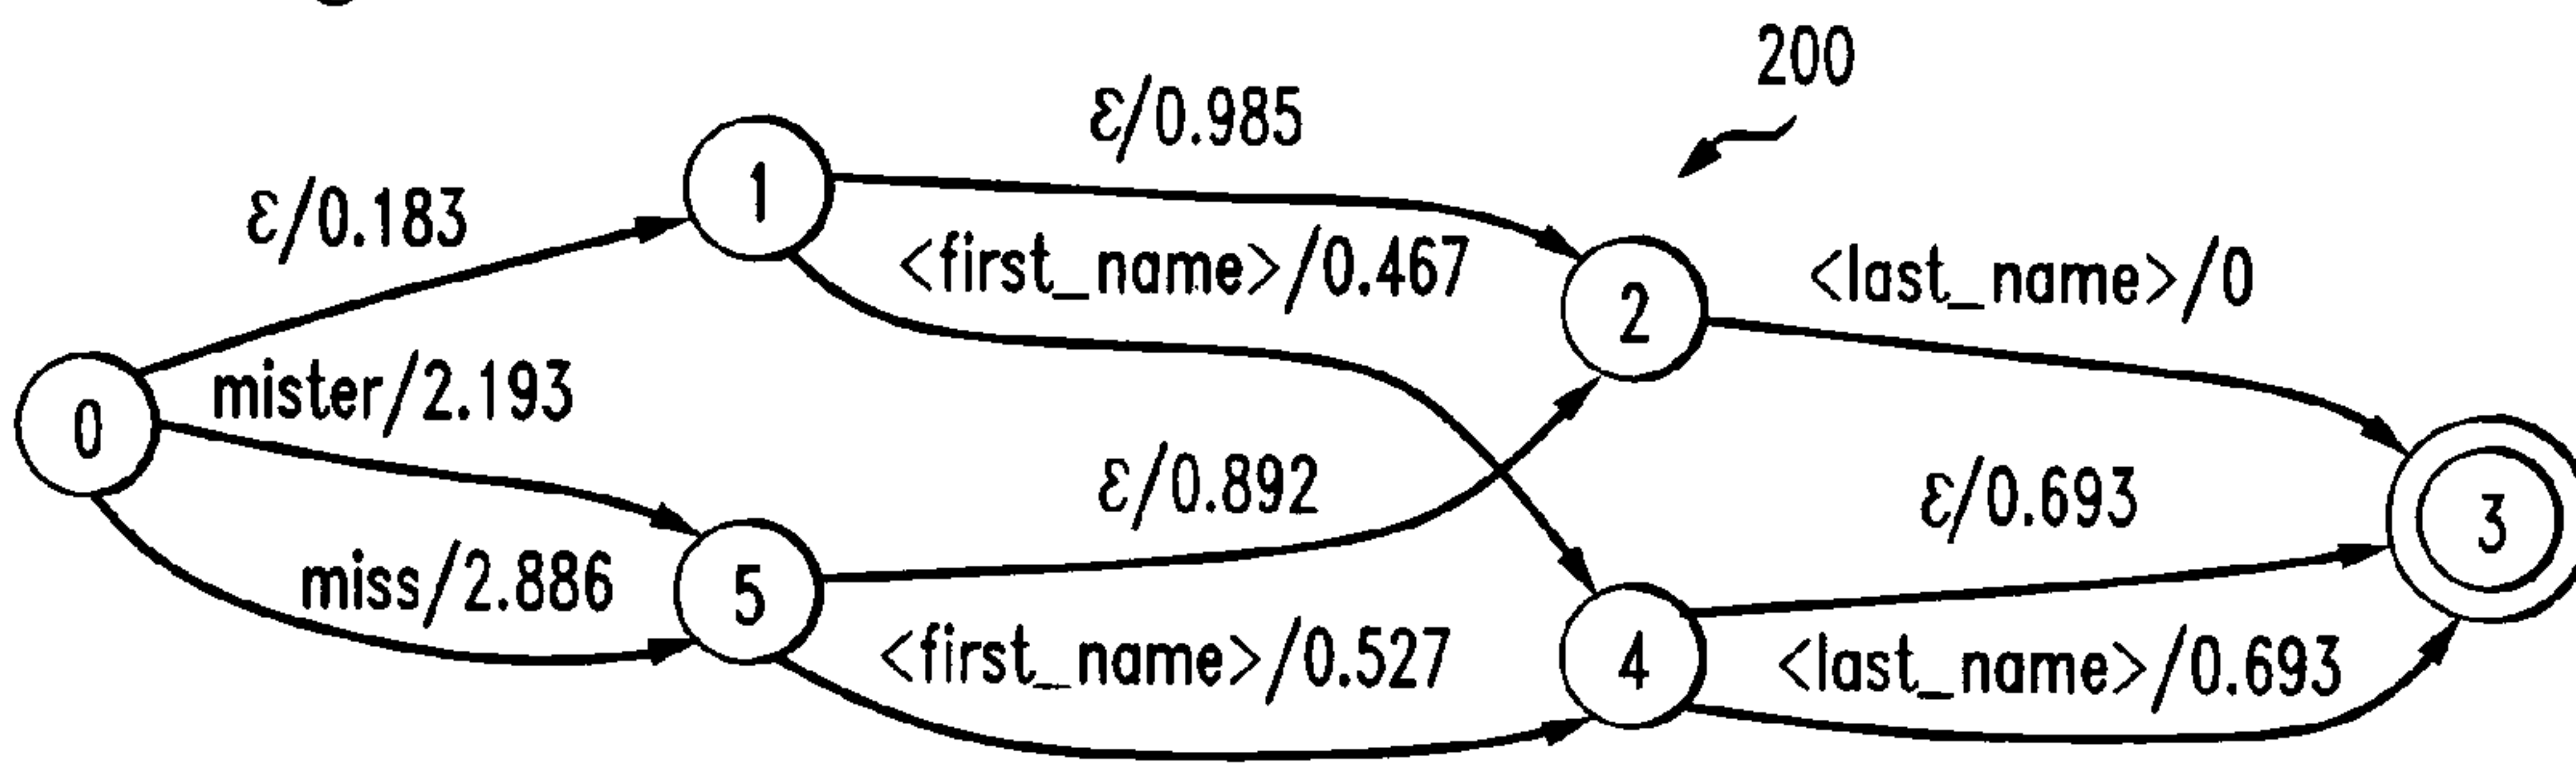 200
ε/0.985
1
ε/0.183
<first_name>/0.467
<last_name>/0
2
mister/2.193
0
ε/0.892
ε/0.693
3
miss/2.886
5
<first_name>/0.527
4
<last_name>/0.693